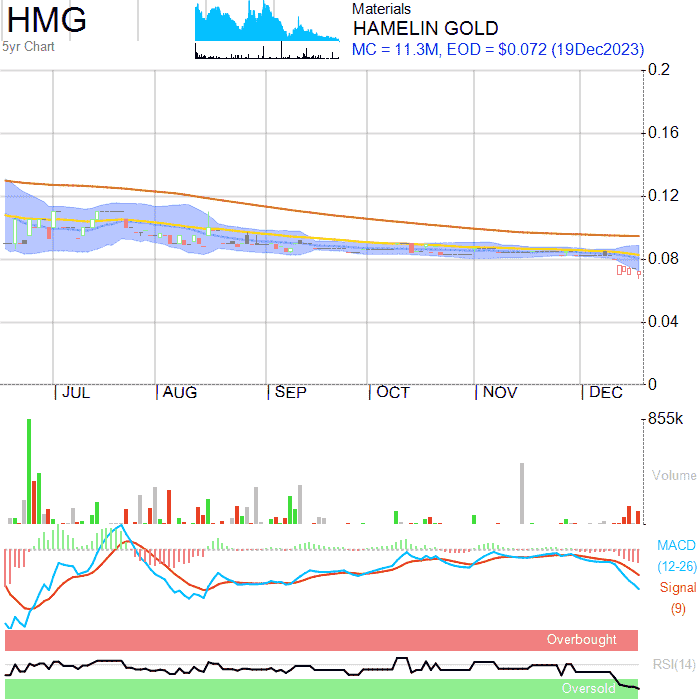 HMG
5yr Chart
Materials
HAMELIN GOLD
MC = 11.3M, EOD = $0.072 (19Dec2023)
0.2
0.16
0.12
0.08
0.04
0
JUL AUG SEP OCT NOV DEC
855k
Volume
MACD
(12-26)
Signal
(9)
Overbought
RSI(14)
Oversold